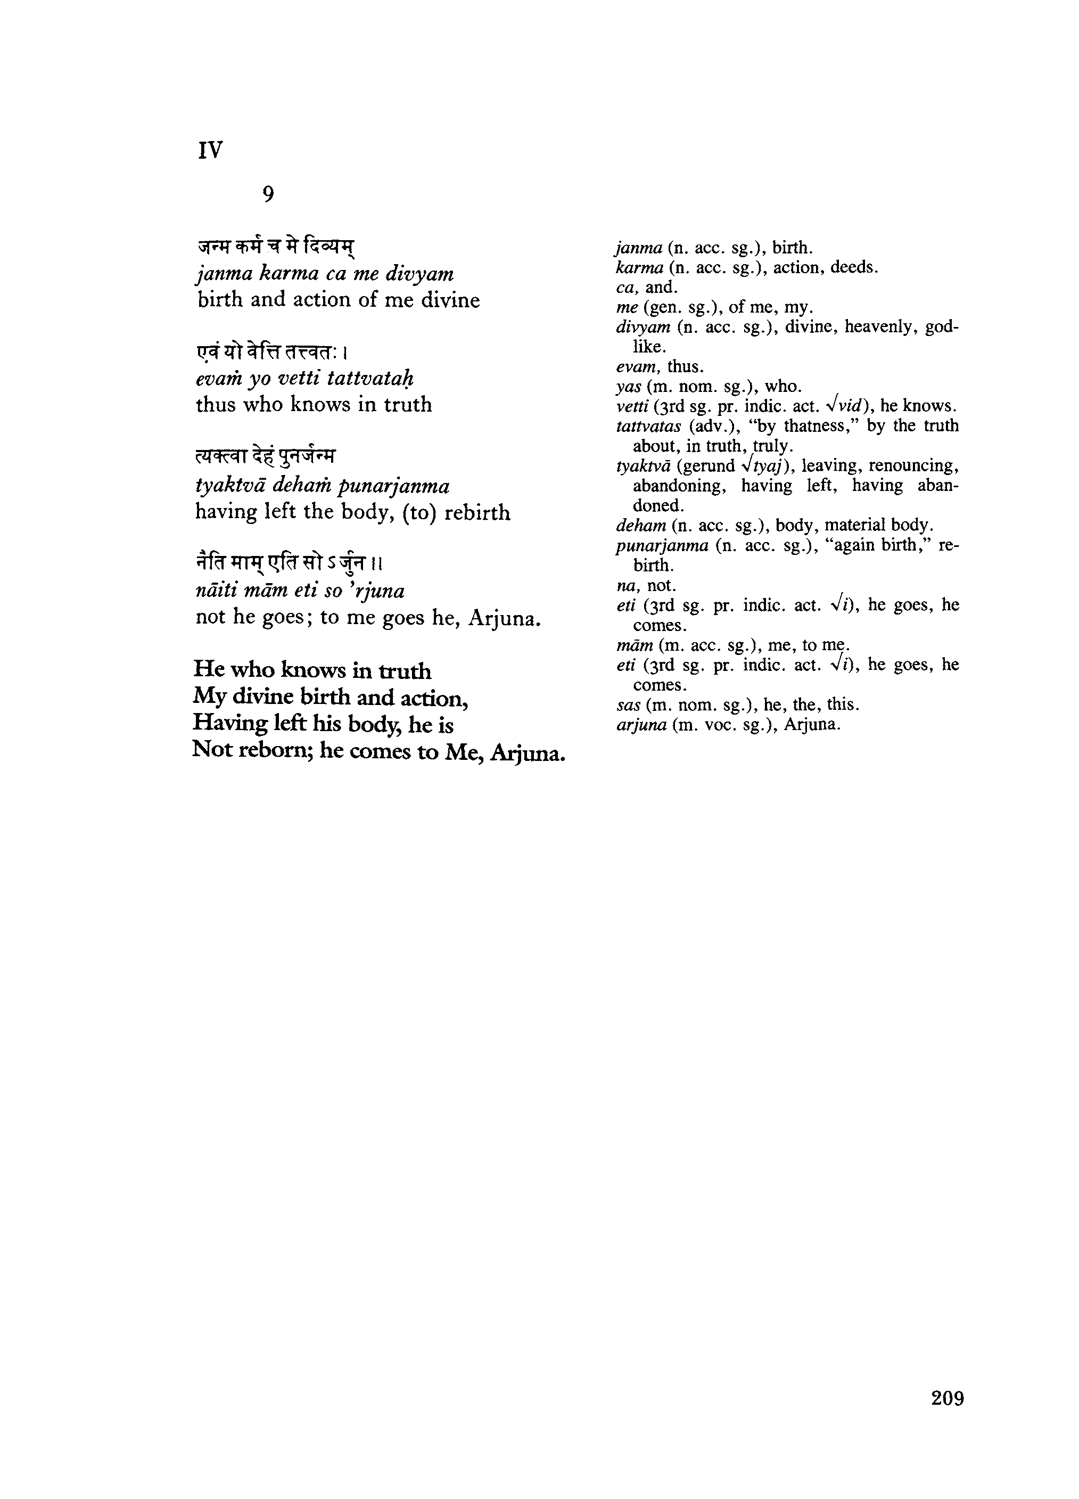 IV
9
जन्म कर्म च मे दिव्यम्
janma karma ca me divyam
birth and action of me divine
एवं यो वेत्ति तत्त्वतः ।
evaṁ yo vetti tattvataḥ
thus who knows in truth
त्यक्त्वा देहं पुनर्जन्म
tyaktvā dehaṁ punarjanma
having left the body, (to) rebirth
नैति माम् एति सो ऽर्जुन ।।
nāiti mām eti so 'rjuna
not he goes; to me goes he, Arjuna.
He who knows in truth
My divine birth and action,
Having left his body, he is
Not reborn; he comes to Me, Arjuna.
janma (n. acc. sg.), birth.
karma (n. acc. sg.), action, deeds.
ca, and.
me (gen. sg.), of me, my.
divyam (n. acc. sg.), divine, heavenly, god-
like.
evam, thus.
yas (m. nom. sg.), who.
vetti (3rd sg. pr. indic. act. √vid), he knows.
tattvatas (adv.), “by thatness,” by the truth
about, in truth, truly.
tyaktvā (gerund √tyaj), leaving, renouncing,
abandoning, having left, having aban-
doned.
deham (n. acc. sg.), body, material body.
punarjanma (n. acc. sg.), “again birth,” re-
birth.
na, not.
eti (3rd sg. pr. indic. act. √i), he goes, he
comes.
mām (m. acc. sg.), me, to me.
eti (3rd sg. pr. indic. act. √i), he goes, he
comes.
sas (m. nom. sg.), he, the, this.
arjuna (m. voc. sg.), Arjuna.
209